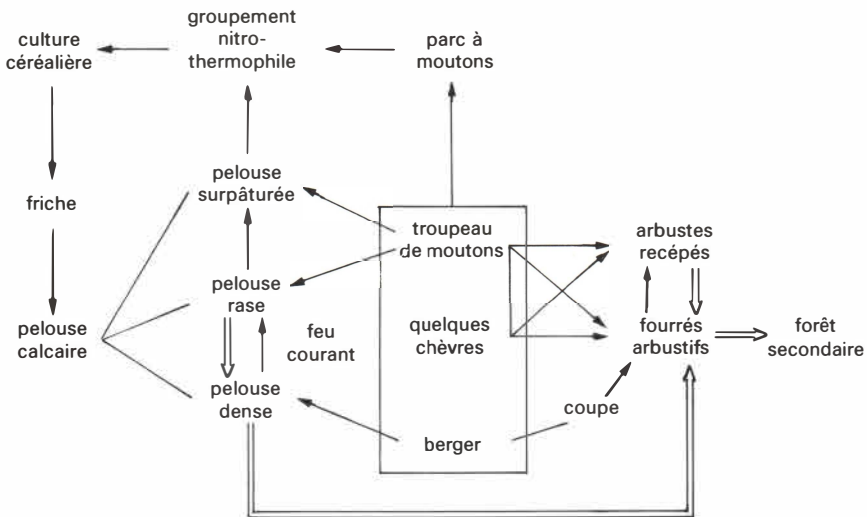 groupement
nitro-
thermophile
culture
céréalière
parc à
moutons
pelouse
surpâturée
friche
troupeau
de moutons
arbustes
recépés
pelouse
rase
pelouse
calcaire
feu
courant
quelques
chèvres
fourrés
arbustifs
forêt
secondaire
pelouse
dense
coupe
berger